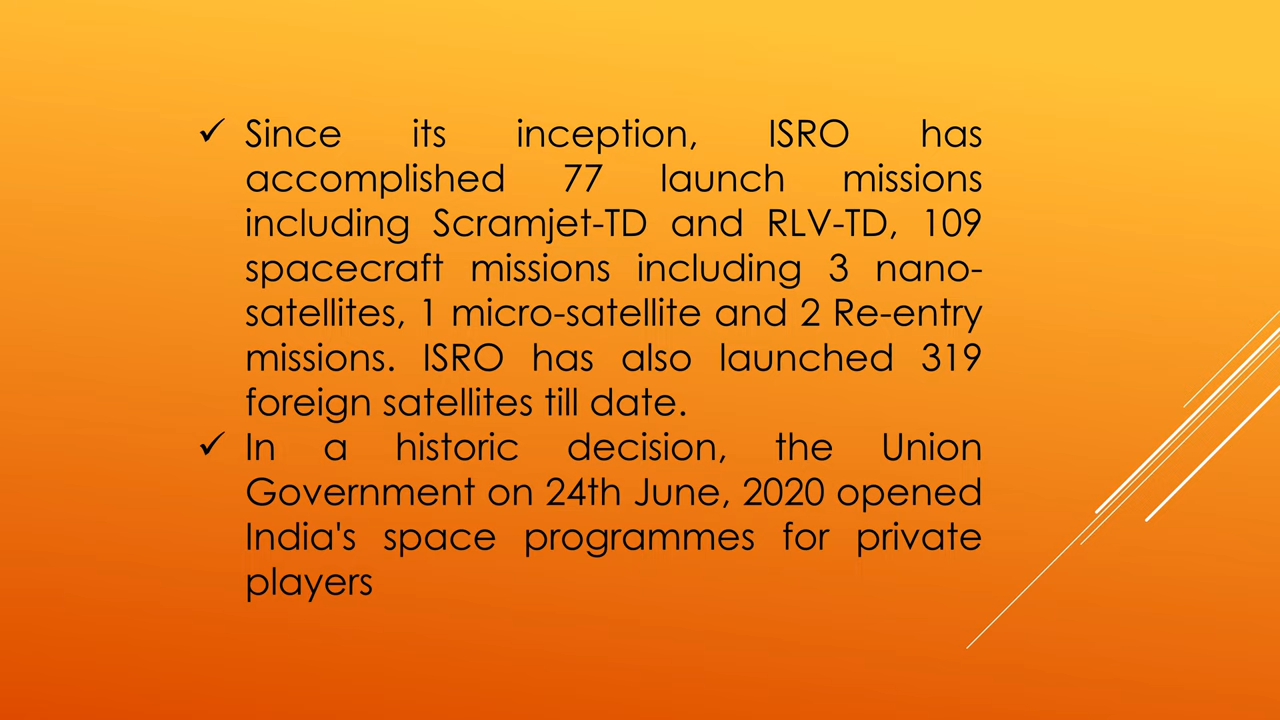 ✓ Since its inception, ISRO has
accomplished 77 launch missions
including Scramjet-TD and RLV-TD, 109
spacecraft missions including 3 nano-
satellites, 1 micro-satellite and 2 Re-entry
missions. ISRO has also launched 319
foreign satellites till date.
✓ In a historic decision, the Union
Government on 24th June, 2020 opened
India's space programmes for private
players